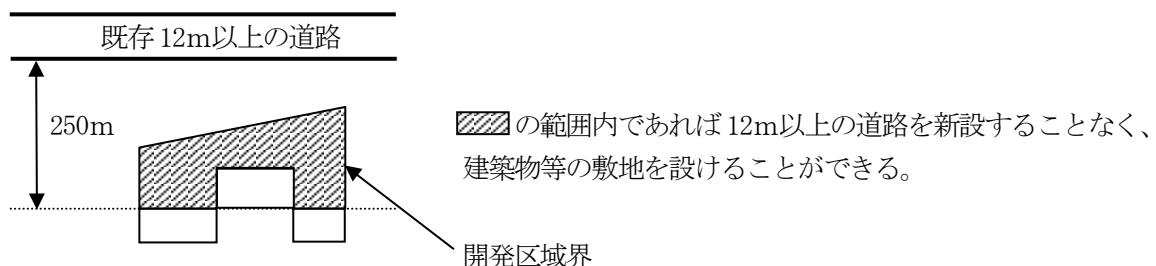 既存12m以上の道路
250m
の範囲内であれば12m以上の道路を新設することなく、
建築物等の敷地を設けることができる。
開発区域界